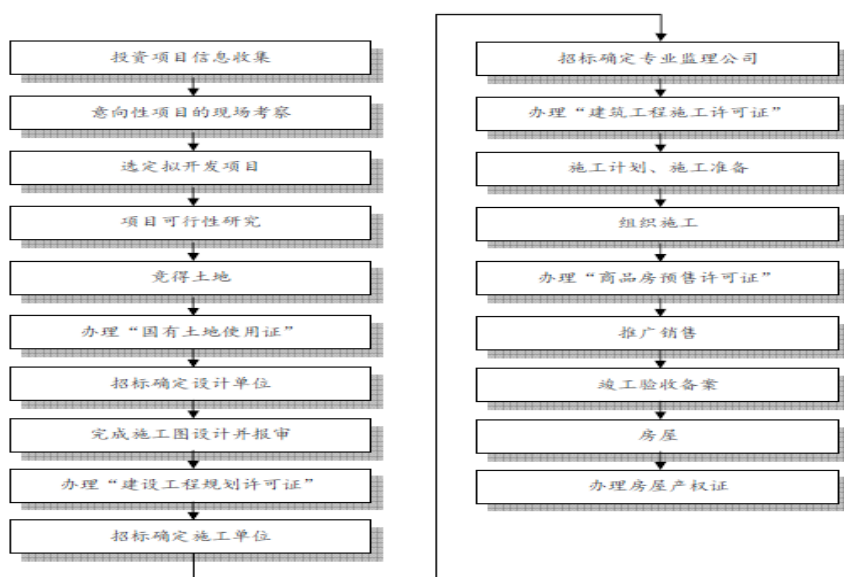 投资项目信息收集
意向性项目的现场考察
选定拟开发项目
项目可行性研究
竞得土地
办理“国有土地使用证”
招标确定设计单位
完成施工图设计并报审
办理“建设工程规划许可证”
招标确定施工单位
招标确定专业监理公司
办理“建筑工程施工许可证”
施工计划、施工准备
组织施工
办理“商品房预售许可证”
推广销售
竣工验收备案
房屋
办理房屋产权证